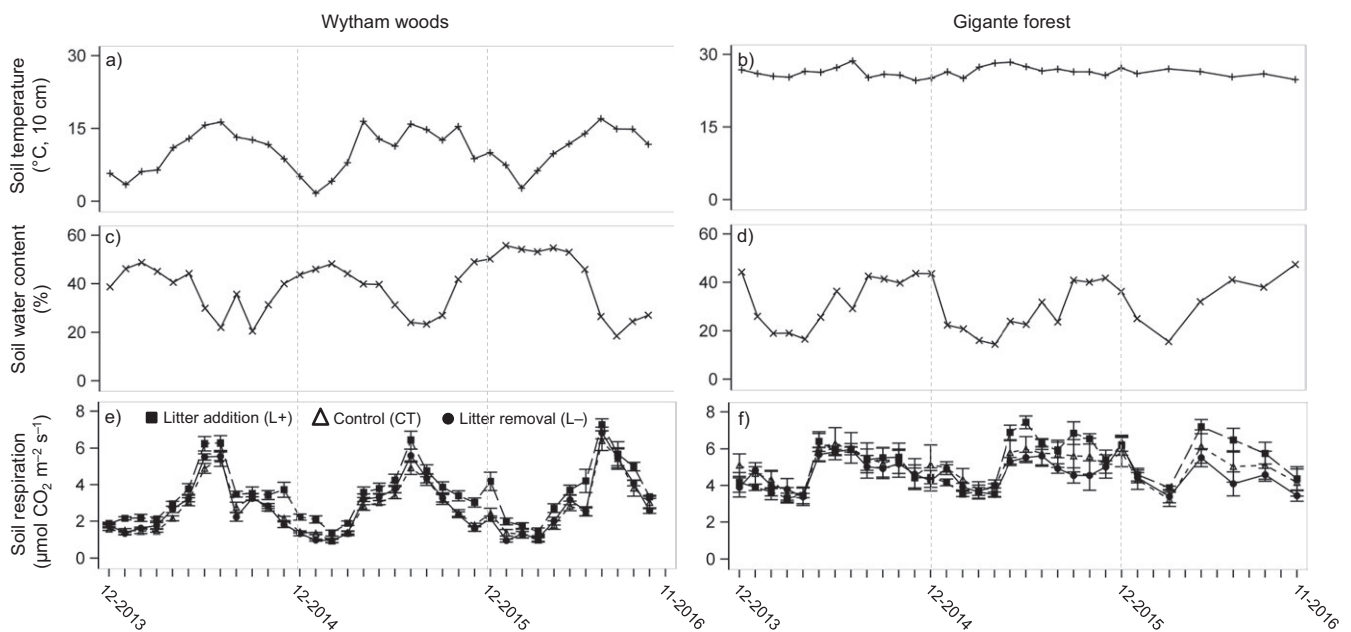 Wytham woods
Gigante forest
Soil temperature
(°C, 10 cm)
30
15
0
a)
30
15
0
b)
Soil water content
(%)
60
40
20
0
c)
60
40
20
0
d)
Soil respiration
(µmol CO2 m–2 s–1)
8
6
4
2
0
e) Litter addition (L+) Control (CT) Litter removal (L–)
8
6
4
2
0
f)
12-2013
12-2014
12-2015
11-2016
12-2013
12-2014
12-2015
11-2016